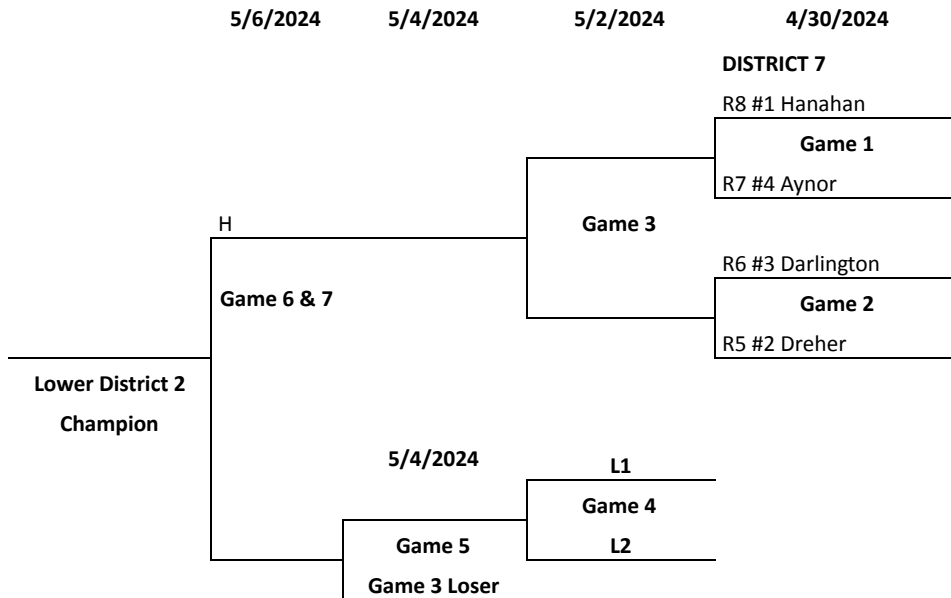 5/6/2024 5/4/2024 5/2/2024 4/30/2024
DISTRICT 7
R8 #1 Hanahan
Game 1
R7 #4 Aynor
H
Game 3
R6 #3 Darlington
Game 6 & 7
Game 2
R5 #2 Dreher
Lower District 2
Champion
5/4/2024
L1
Game 4
Game 5
L2
Game 3 Loser